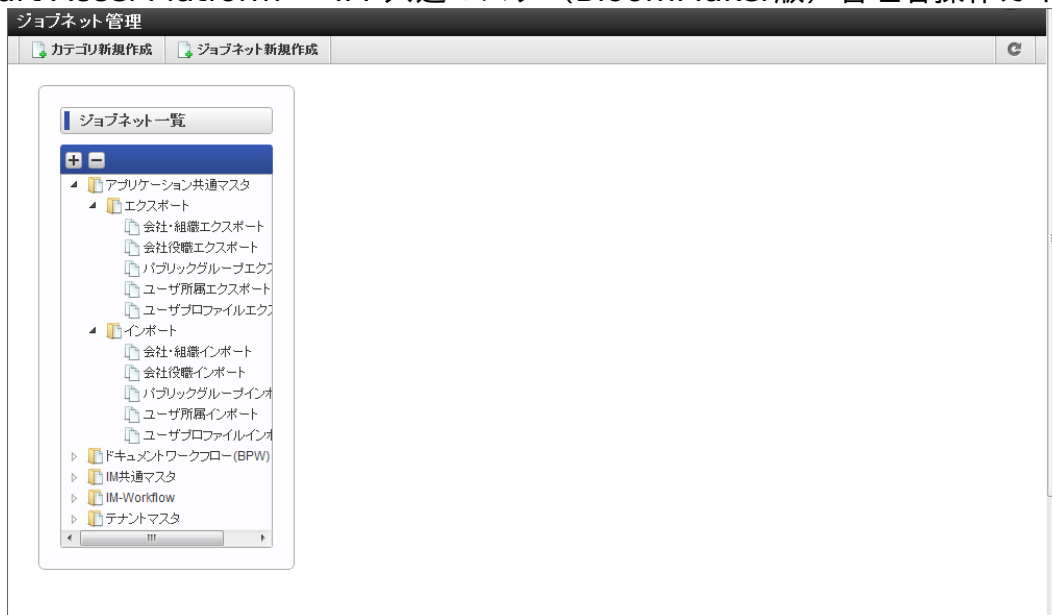 ジョブネット管理
カテゴリ新規作成 ジョブネット新規作成
ジョブネット一覧
アプリケーション共通マスタ
エクスポート
会社・組織エクスポート
会社役職エクスポート
パブリックグループエクス
ユーザ所属エクスポート
ユーザプロファイルエクス
インポート
会社・組織インポート
会社役職インポート
パブリックグループインポ
ユーザ所属インポート
ユーザプロファイルインポ
ドキュメントワークフロー(BPW)
IM共通マスタ
IM-Workflow
テナントマスタ